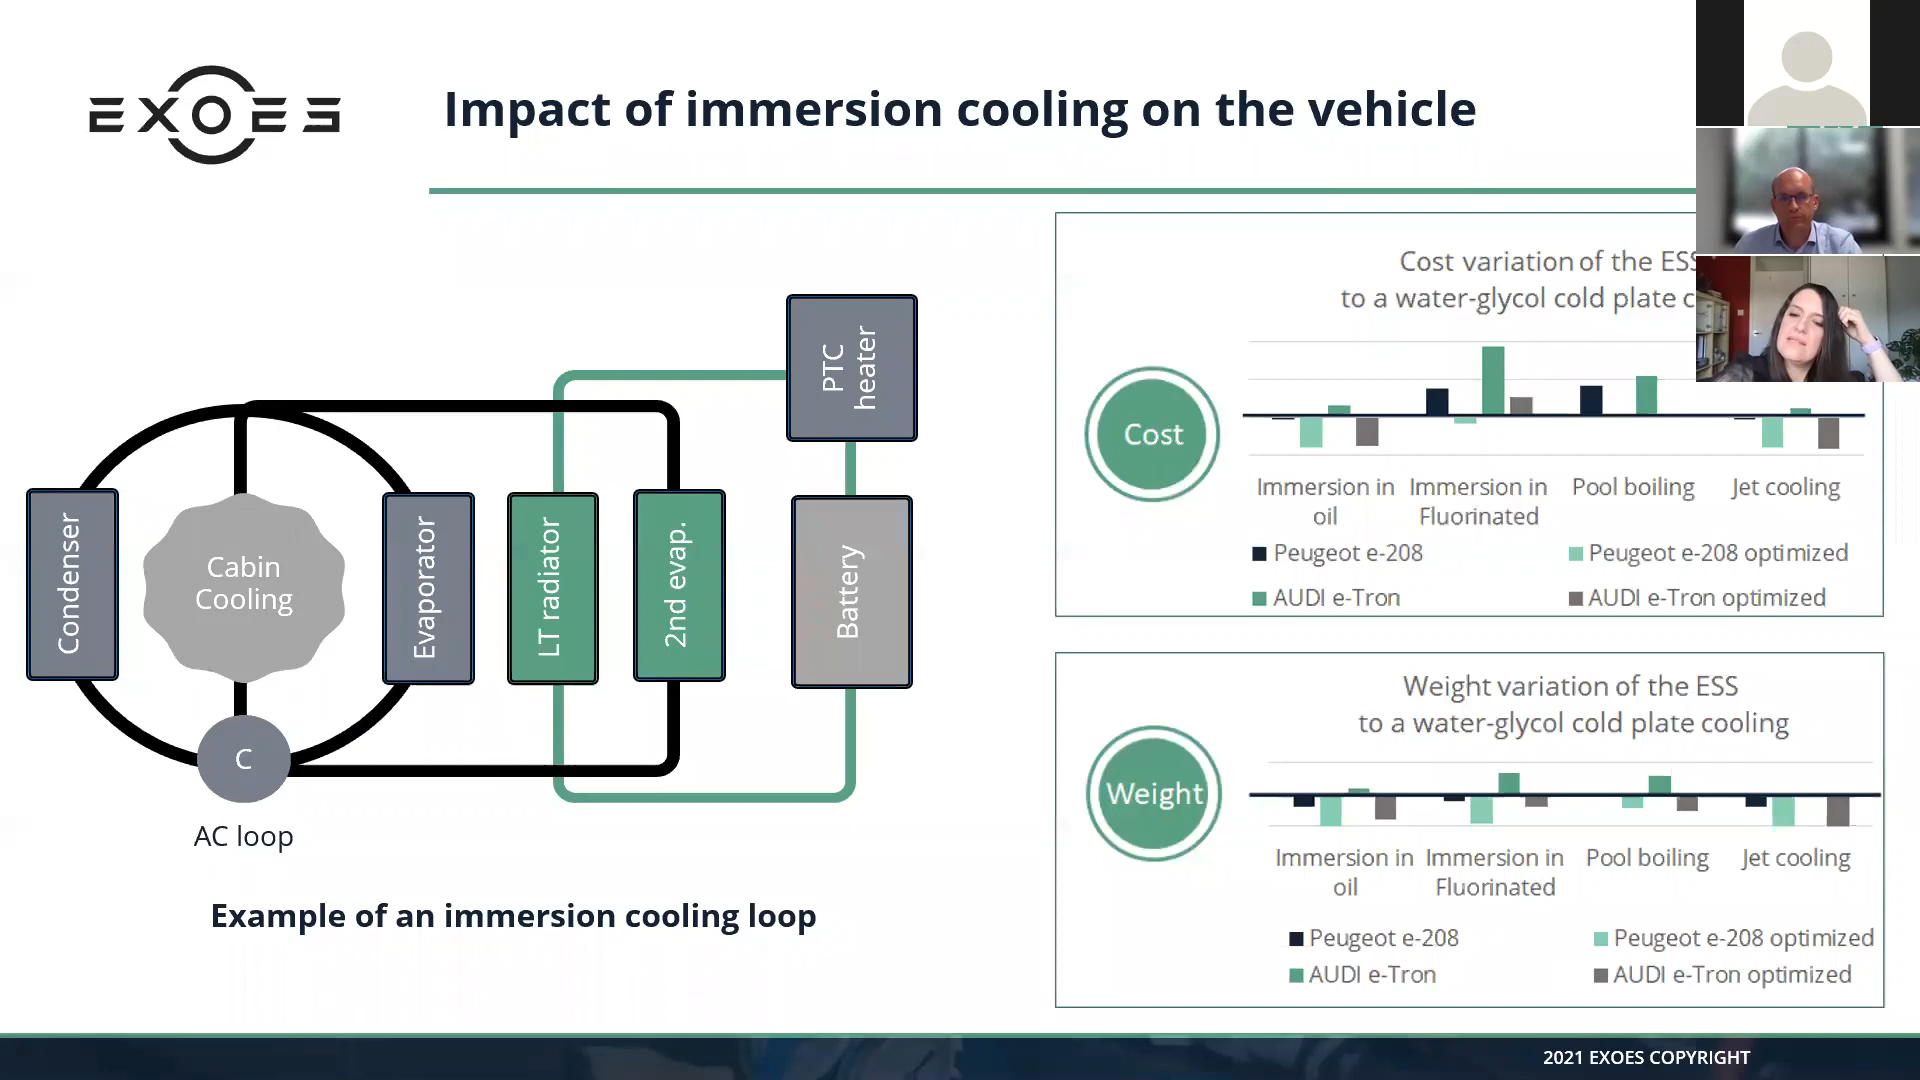 EXOES
Impact of immersion cooling on the vehicle
PTC
heater
Condenser
Cabin
Cooling
Evaporator
LT radiator
2nd evap.
Battery
C
AC loop
Example of an immersion cooling loop
Cost variation of the ESS
to a water-glycol cold plate c
Cost
Immersion in
oil
Immersion in
Fluorinated
Pool boiling
Jet cooling
Peugeot e-208
Peugeot e-208 optimized
AUDI e-Tron
AUDI e-Tron optimized
Weight variation of the ESS
to a water-glycol cold plate cooling
Weight
Immersion in
oil
Immersion in
Fluorinated
Pool boiling
Jet cooling
Peugeot e-208
Peugeot e-208 optimized
AUDI e-Tron
AUDI e-Tron optimized
2021 EXOES COPYRIGHT